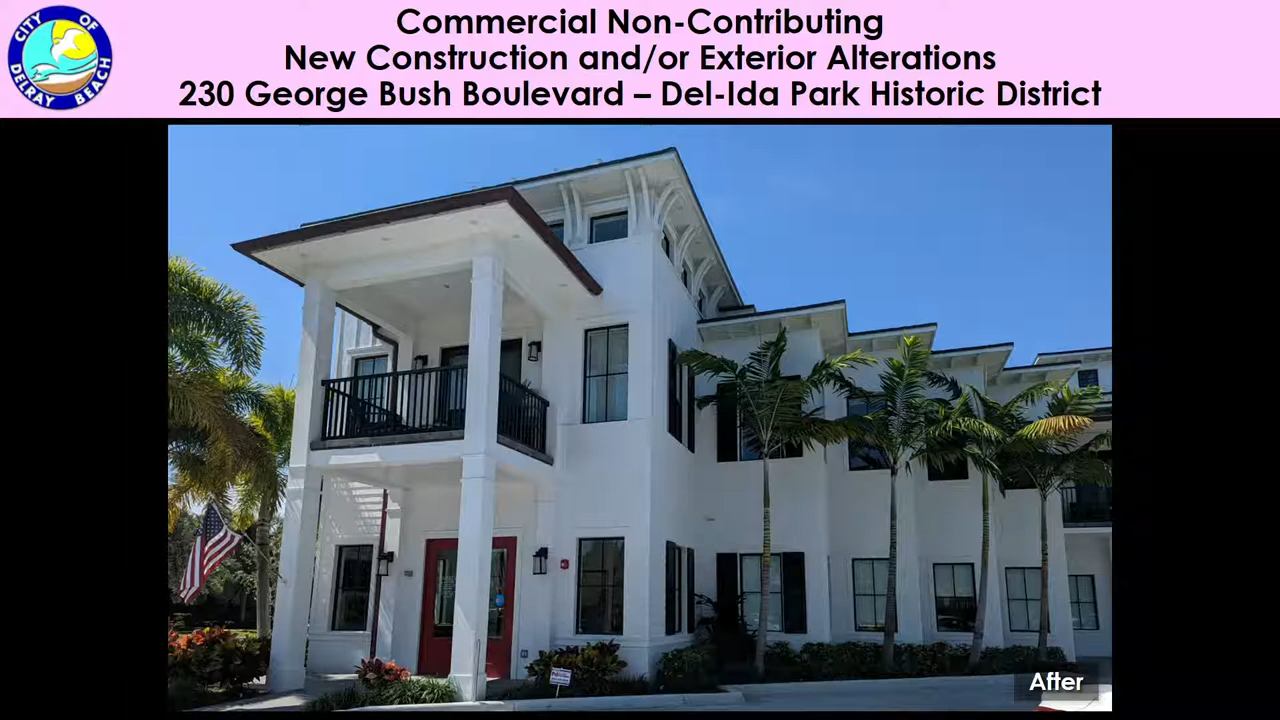 CITY OF
DELRAY BEACH
Commercial Non-Contributing
New Construction and/or Exterior Alterations
230 George Bush Boulevard – Del-Ida Park Historic District
After